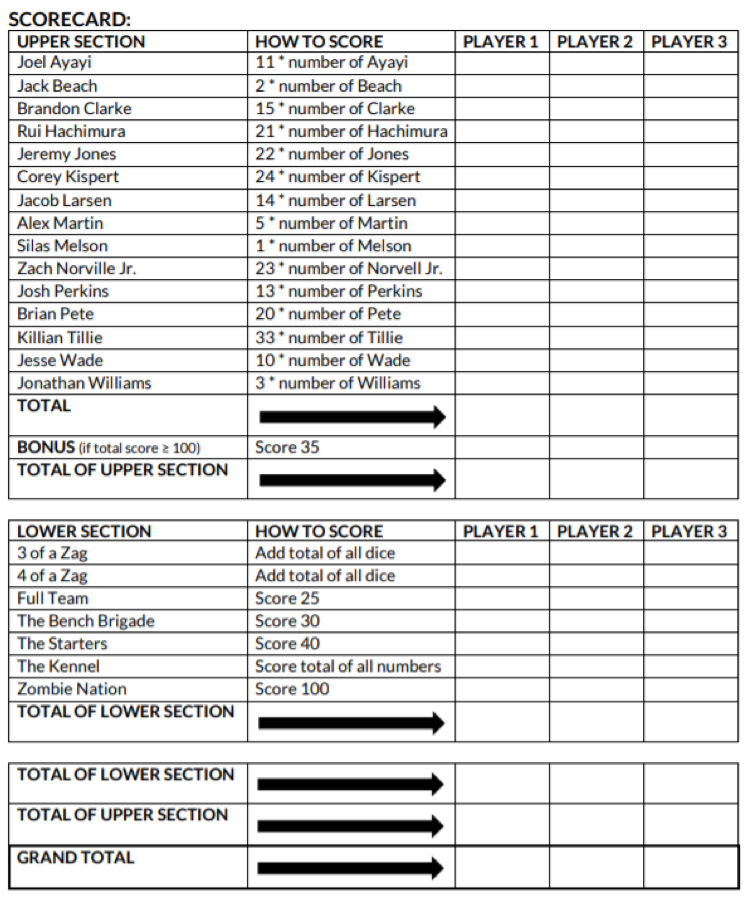 SCORECARD:
UPPER SECTION HOW TO SCORE PLAYER 1 PLAYER 2 PLAYER 3
Joel Ayayi 11 * number of Ayayi
Jack Beach 2 * number of Beach
Brandon Clarke 15 * number of Clarke
Rui Hachimura 21 * number of Hachimura
Jeremy Jones 22 * number of Jones
Corey Kispert 24 * number of Kispert
Jacob Larsen 14 * number of Larsen
Alex Martin 5 * number of Martin
Silas Melson 1 * number of Melson
Zach Norville Jr. 23 * number of Norvell Jr.
Josh Perkins 13 * number of Perkins
Brian Pete 20 * number of Pete
Killian Tillie 33 * number of Tillie
Jesse Wade 10 * number of Wade
Jonathan Williams 3 * number of Williams
TOTAL
BONUS (if total score ≥ 100) Score 35
TOTAL OF UPPER SECTION
LOWER SECTION HOW TO SCORE PLAYER 1 PLAYER 2 PLAYER 3
3 of a Zag Add total of all dice
4 of a Zag Add total of all dice
Full Team Score 25
The Bench Brigade Score 30
The Starters Score 40
The Kennel Score total of all numbers
Zombie Nation Score 100
TOTAL OF LOWER SECTION
TOTAL OF LOWER SECTION
TOTAL OF UPPER SECTION
GRAND TOTAL